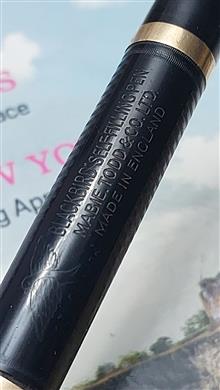 BLACKBIRD SELF-FILLING PEN
MABIE TODD & CO. LTD.
MADE IN ENGLAND